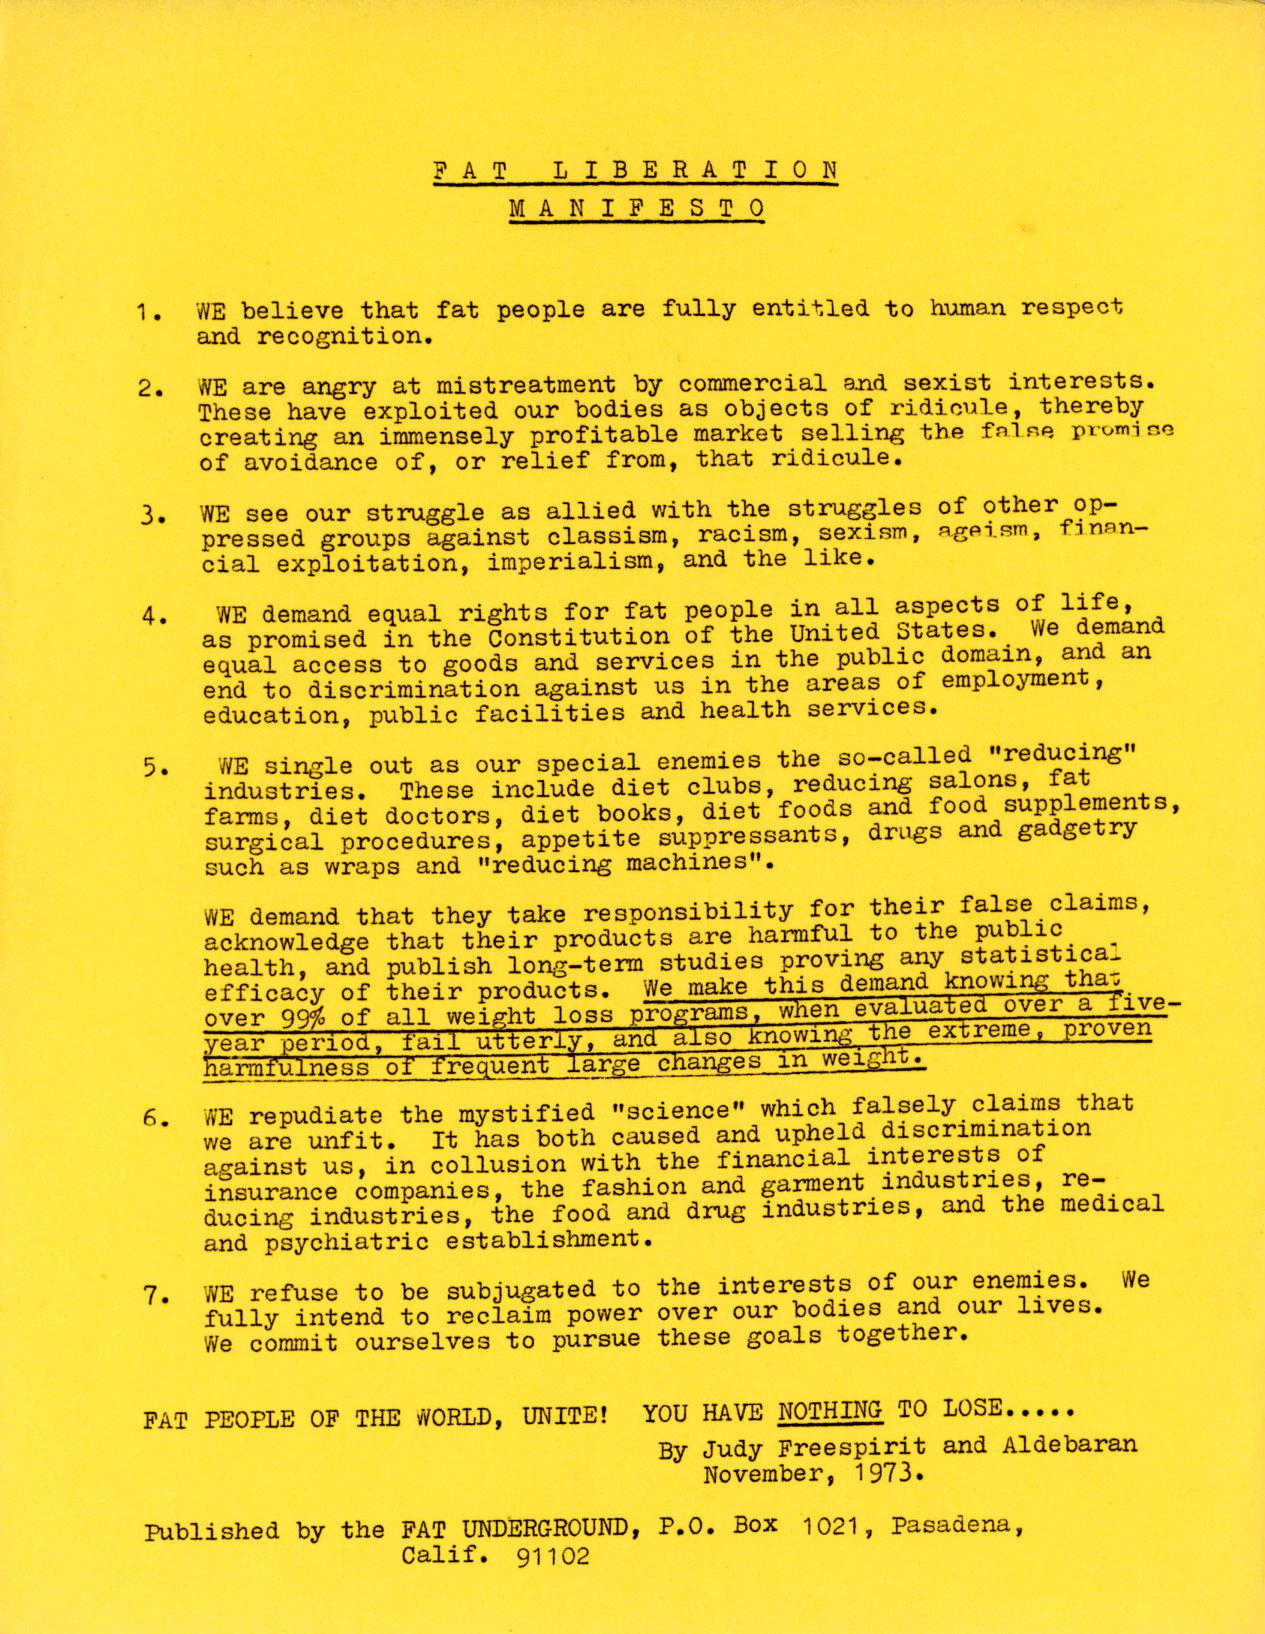 FAT LIBERATION
MANIFESTO
1. WE believe that fat people are fully entitled to human respect
and recognition.
2. WE are angry at mistreatment by commercial and sexist interests.
These have exploited our bodies as objects of ridicule, thereby
creating an immensely profitable market selling the false promise
of avoidance of, or relief from, that ridicule.
3. WE see our struggle as allied with the struggles of other op-
pressed groups against classism, racism, sexism, ageism, finan-
cial exploitation, imperialism, and the like.
4. WE demand equal rights for fat people in all aspects of life,
as promised in the Constitution of the United States. We demand
equal access to goods and services in the public domain, and an
end to discrimination against us in the areas of employment,
education, public facilities and health services.
5. WE single out as our special enemies the so-called "reducing"
industries. These include diet clubs, reducing salons, fat
farms, diet doctors, diet books, diet foods and food supplements,
surgical procedures, appetite suppressants, drugs and gadgetry
such as wraps and "reducing machines".
WE demand that they take responsibility for their false claims,
acknowledge that their products are harmful to the public
health, and publish long-term studies proving any statistical
efficacy of their products. We make this demand knowing that
over 99% of all weight loss programs, when evaluated over a five-
year period, fail utterly, and also knowing the extreme, proven
harmfulness of frequent large changes in weight.
6. WE repudiate the mystified "science" which falsely claims that
we are unfit. It has both caused and upheld discrimination
against us, in collusion with the financial interests of
insurance companies, the fashion and garment industries, re-
ducing industries, the food and drug industries, and the medical
and psychiatric establishment.
7. WE refuse to be subjugated to the interests of our enemies. We
fully intend to reclaim power over our bodies and our lives.
We commit ourselves to pursue these goals together.
FAT PEOPLE OF THE WORLD, UNITE! YOU HAVE NOTHING TO LOSE.....
By Judy Freespirit and Aldebaran
November, 1973.
Published by the FAT UNDERGROUND, P.O. Box 1021, Pasadena,
Calif. 91102